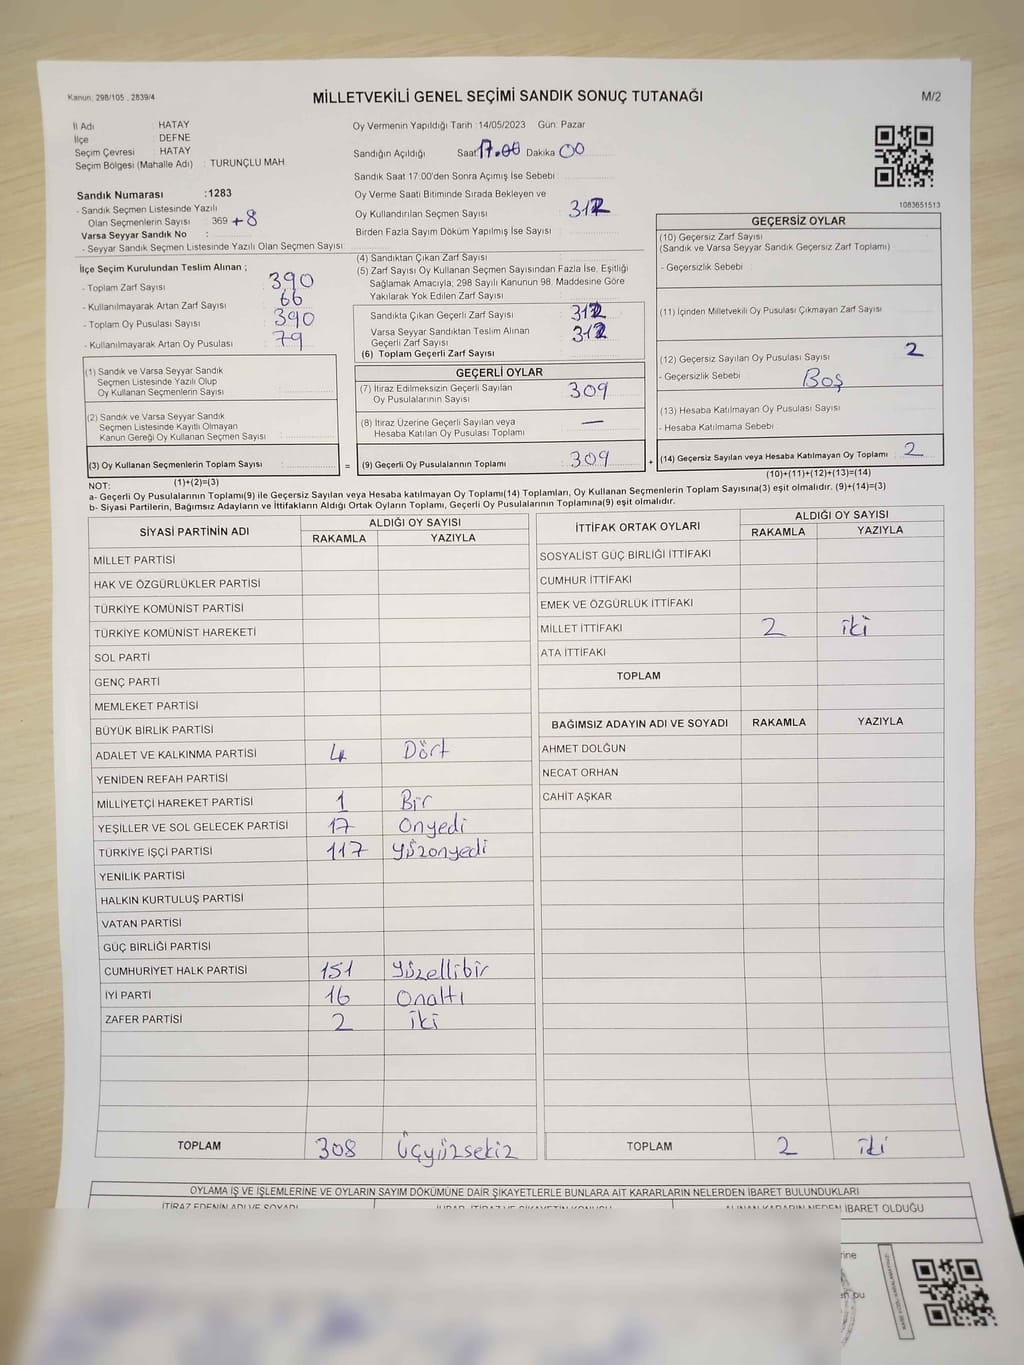 Kanun: 298/105 , 2839/4
MİLLETVEKİLİ GENEL SEÇİMİ SANDIK SONUÇ TUTANAĞI
M/2
İl Adı : HATAY
İlçe : DEFNE
Seçim Çevresi : HATAY
Seçim Bölgesi (Mahalle Adı) : TURUNÇLU MAH.
Sandık Numarası :1283
- Sandık Seçmen Listesinde Yazılı
Olan Seçmenlerin Sayısı : 369 +8
Varsa Seyyar Sandık No :
- Seyyar Sandık Seçmen Listesinde Yazılı Olan Seçmen Sayısı:
Oy Vermenin Yapıldığı Tarih :14/05/2023 Gün: Pazar
Sandığın Açıldığı Saat 17.00 Dakika 00
Sandık Saat 17:00'den Sonra Açımış İse Sebebi :
Oy Verme Saati Bitiminde Sırada Bekleyen ve
Oy Kullandırılan Seçmen Sayısı : 312
Birden Fazla Sayım Döküm Yapılmış İse Sayısı :
1083651513
İlçe Seçim Kurulundan Teslim Alınan ;
- Toplam Zarf Sayısı : 390
- Kullanılmayarak Artan Zarf Sayısı : 66
- Toplam Oy Pusulası Sayısı : 390
- Kullanılmayarak Artan Oy Pusulası : 79
(4) Sandıktan Çıkan Zarf Sayısı :
(5) Zarf Sayısı Oy Kullanan Seçmen Sayısından Fazla İse, Eşitliği
Sağlamak Amacıyla; 298 Sayılı Kanunun 98. Maddesine Göre
Yakılarak Yok Edilen Zarf Sayısı :
Sandıkta Çıkan Geçerli Zarf Sayısı : 312
Varsa Seyyar Sandıktan Teslim Alınan
Geçerli Zarf Sayısı : 312
(6) Toplam Geçerli Zarf Sayısı :
GEÇERSİZ OYLAR
(10) Geçersiz Zarf Sayısı :
(Sandık ve Varsa Seyyar Sandık Geçersiz Zarf Toplamı)
- Geçersizlik Sebebi :
(11) İçinden Milletvekili Oy Pusulası Çıkmayan Zarf Sayısı :
(12) Geçersiz Sayılan Oy Pusulası Sayısı : 2
- Geçersizlik Sebebi : Boş
(13) Hesaba Katılmayan Oy Pusulası Sayısı :
- Hesaba Katılmama Sebebi :
(14) Geçersiz Sayılan veya Hesaba Katılmayan Oy Toplamı : 2
(10)+(11)+(12)+(13)=(14)
(1) Sandık ve Varsa Seyyar Sandık
Seçmen Listesinde Yazılı Olup
Oy Kullanan Seçmenlerin Sayısı :
(2) Sandık ve Varsa Seyyar Sandık
Seçmen Listesinde Kayıtlı Olmayan
Kanun Gereği Oy Kullanan Seçmen Sayısı :
(3) Oy Kullanan Seçmenlerin Toplam Sayısı :
=
(1)+(2)=(3)
GEÇERLİ OYLAR
(7) İtiraz Edilmeksizin Geçerli Sayılan
Oy Pusulalarının Sayısı : 309
(8) İtiraz Üzerine Geçerli Sayılan veya
Hesaba Katılan Oy Pusulası Toplamı : —
(9) Geçerli Oy Pusulalarının Toplamı : 309
+
NOT:
a- Geçerli Oy Pusulalarının Toplamı(9) ile Geçersiz Sayılan veya Hesaba katılmayan Oy Toplamı(14) Toplamları, Oy Kullanan Seçmenlerin Toplam Sayısına(3) eşit olmalıdır. (9)+(14)=(3)
b- Siyasi Partilerin, Bağımsız Adayların ve İttifakların Aldığı Ortak Oyların Toplamı, Geçerli Oy Pusulalarının Toplamına(9) eşit olmalıdır.
SİYASİ PARTİNİN ADI ALDIĞI OY SAYISI
RAKAMLA YAZIYLA
MİLLET PARTİSİ
HAK VE ÖZGÜRLÜKLER PARTİSİ
TÜRKİYE KOMÜNİST PARTİSİ
TÜRKİYE KOMÜNİST HAREKETİ
SOL PARTİ
GENÇ PARTİ
MEMLEKET PARTİSİ
BÜYÜK BİRLİK PARTİSİ
ADALET VE KALKINMA PARTİSİ 4 Dört
YENİDEN REFAH PARTİSİ
MİLLİYETÇİ HAREKET PARTİSİ 1 Bir
YEŞİLLER VE SOL GELECEK PARTİSİ 17 Onyedi
TÜRKİYE İŞÇİ PARTİSİ 117 Yüzonyedi
YENİLİK PARTİSİ
HALKIN KURTULUŞ PARTİSİ
VATAN PARTİSİ
GÜÇ BİRLİĞİ PARTİSİ
CUMHURİYET HALK PARTİSİ 151 Yüzellibir
İYİ PARTİ 16 Onaltı
ZAFER PARTİSİ 2 İki
TOPLAM 308 Üçyüzsekiz
İTTİFAK ORTAK OYLARI ALDIĞI OY SAYISI
RAKAMLA YAZIYLA
SOSYALİST GÜÇ BİRLİĞİ İTTİFAKI
CUMHUR İTTİFAKI
EMEK VE ÖZGÜRLÜK İTTİFAKI
MİLLET İTTİFAKI 2 İki
ATA İTTİFAKI
TOPLAM
BAĞIMSIZ ADAYIN ADI VE SOYADI RAKAMLA YAZIYLA
AHMET DOLĞUN
NECAT ORHAN
CAHİT AŞKAR
TOPLAM 2 İki
OYLAMA İŞ VE İŞLEMLERİNE VE OYLARIN SAYIM DÖKÜMÜNE DAİR ŞİKAYETLERLE BUNLARA AİT KARARLARIN NELERDEN İBARET BULUNDUKLARI
İTİRAZ EDENİN ADI VE SOYADI
ALINAN KARARIN NEDEN İBARET OLDUĞU